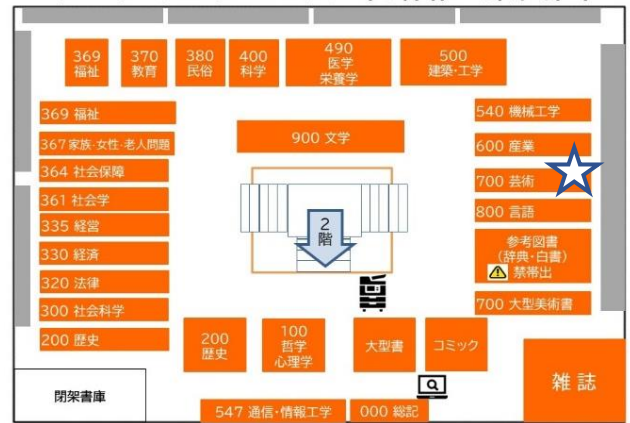 369
福祉
370
教育
380
民俗
400
科学
490
医学
栄養学
500
建築・工学
369 福祉
367 家族・女性・老人問題
364 社会保障
361 社会学
335 経営
330 経済
320 法律
300 社会科学
200 歴史
900 文学
2
階
540 機械工学
600 産業
700 芸術
800 言語
参考図書
(辞典・白書)
禁帯出
700 大型美術書
200
歴史
100
哲学
心理学
大型書
コミック
雑誌
閉架書庫
547 通信・情報工学
000 総記